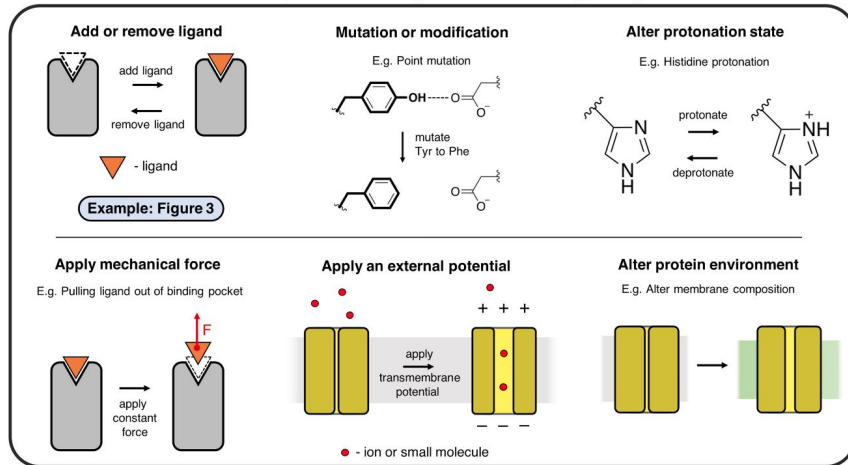 Add or remove ligand
add ligand
remove ligand
- ligand
Example: Figure 3
Mutation or modification
E.g. Point mutation
OH
O
O⁻
mutate
Tyr to Phe
O
O⁻
Alter protonation state
E.g. Histidine protonation
N
N
H
protonate
deprotonate
+
NH
N
H
Apply mechanical force
E.g. Pulling ligand out of binding pocket
F
apply
constant
force
Apply an external potential
+ + +
apply
transmembrane
potential
− − −
- ion or small molecule
Alter protein environment
E.g. Alter membrane composition